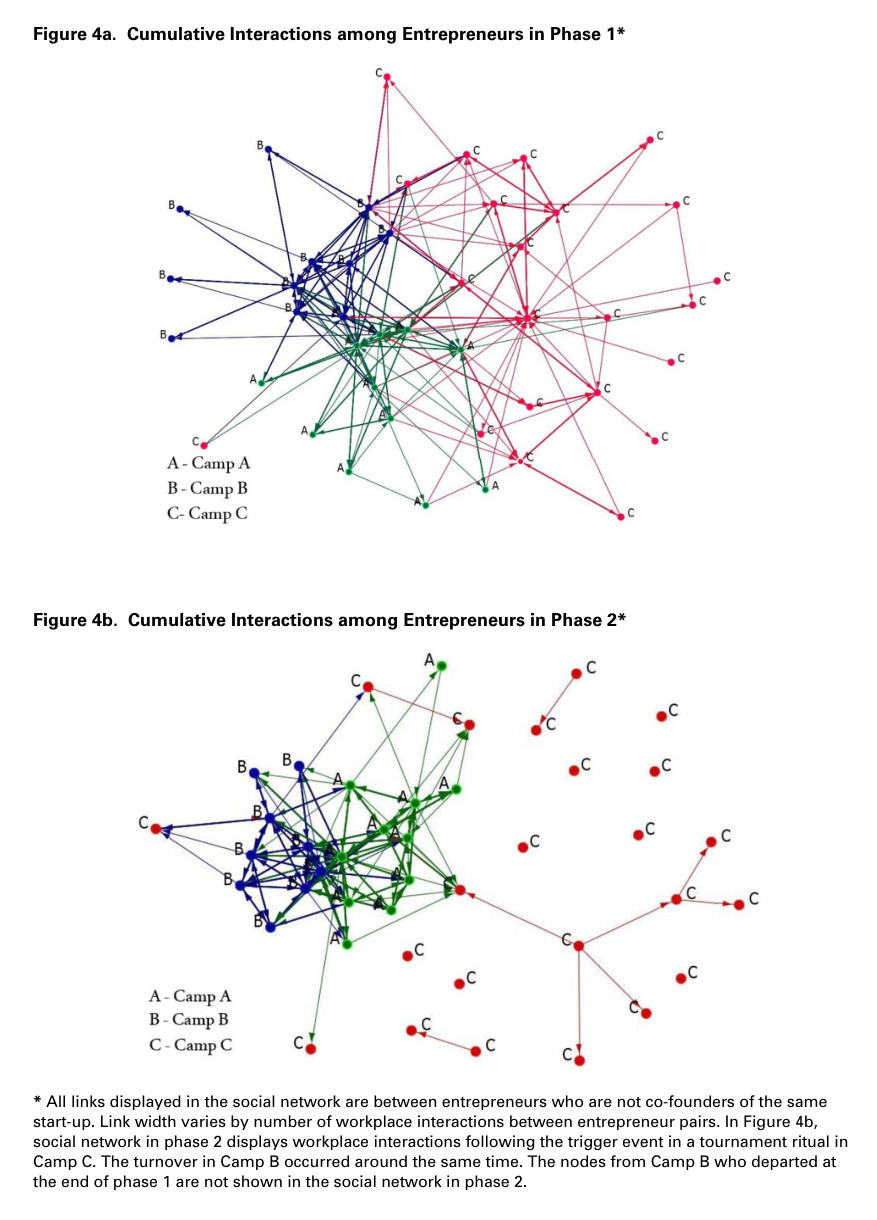 Figure 4a. Cumulative Interactions among Entrepreneurs in Phase 1*
C
C
C
C
B
C
C
C
C
B
B
C
B
C
B
B
B
B
C
C
C
B
C
C
B
A
A
A
A
C
A
A
C
C
A
A
C
C
C
A
C
A
A
C
A - Camp A
B - Camp B
C- Camp C
Figure 4b. Cumulative Interactions among Entrepreneurs in Phase 2*
A
C
C
C
C
C
B
B
C
C
A
A
A
B
C
A
C
C
A
B
C
B
A
B
B
A
C
C
C
A
A
B
A
C
C
C
C
C
C
C
C
C
C
A - Camp A
B - Camp B
C - Camp C
* All links displayed in the social network are between entrepreneurs who are not co-founders of the same
start-up. Link width varies by number of workplace interactions between entrepreneur pairs. In Figure 4b,
social network in phase 2 displays workplace interactions following the trigger event in a tournament ritual in
Camp C. The turnover in Camp B occurred around the same time. The nodes from Camp B who departed at
the end of phase 1 are not shown in the social network in phase 2.